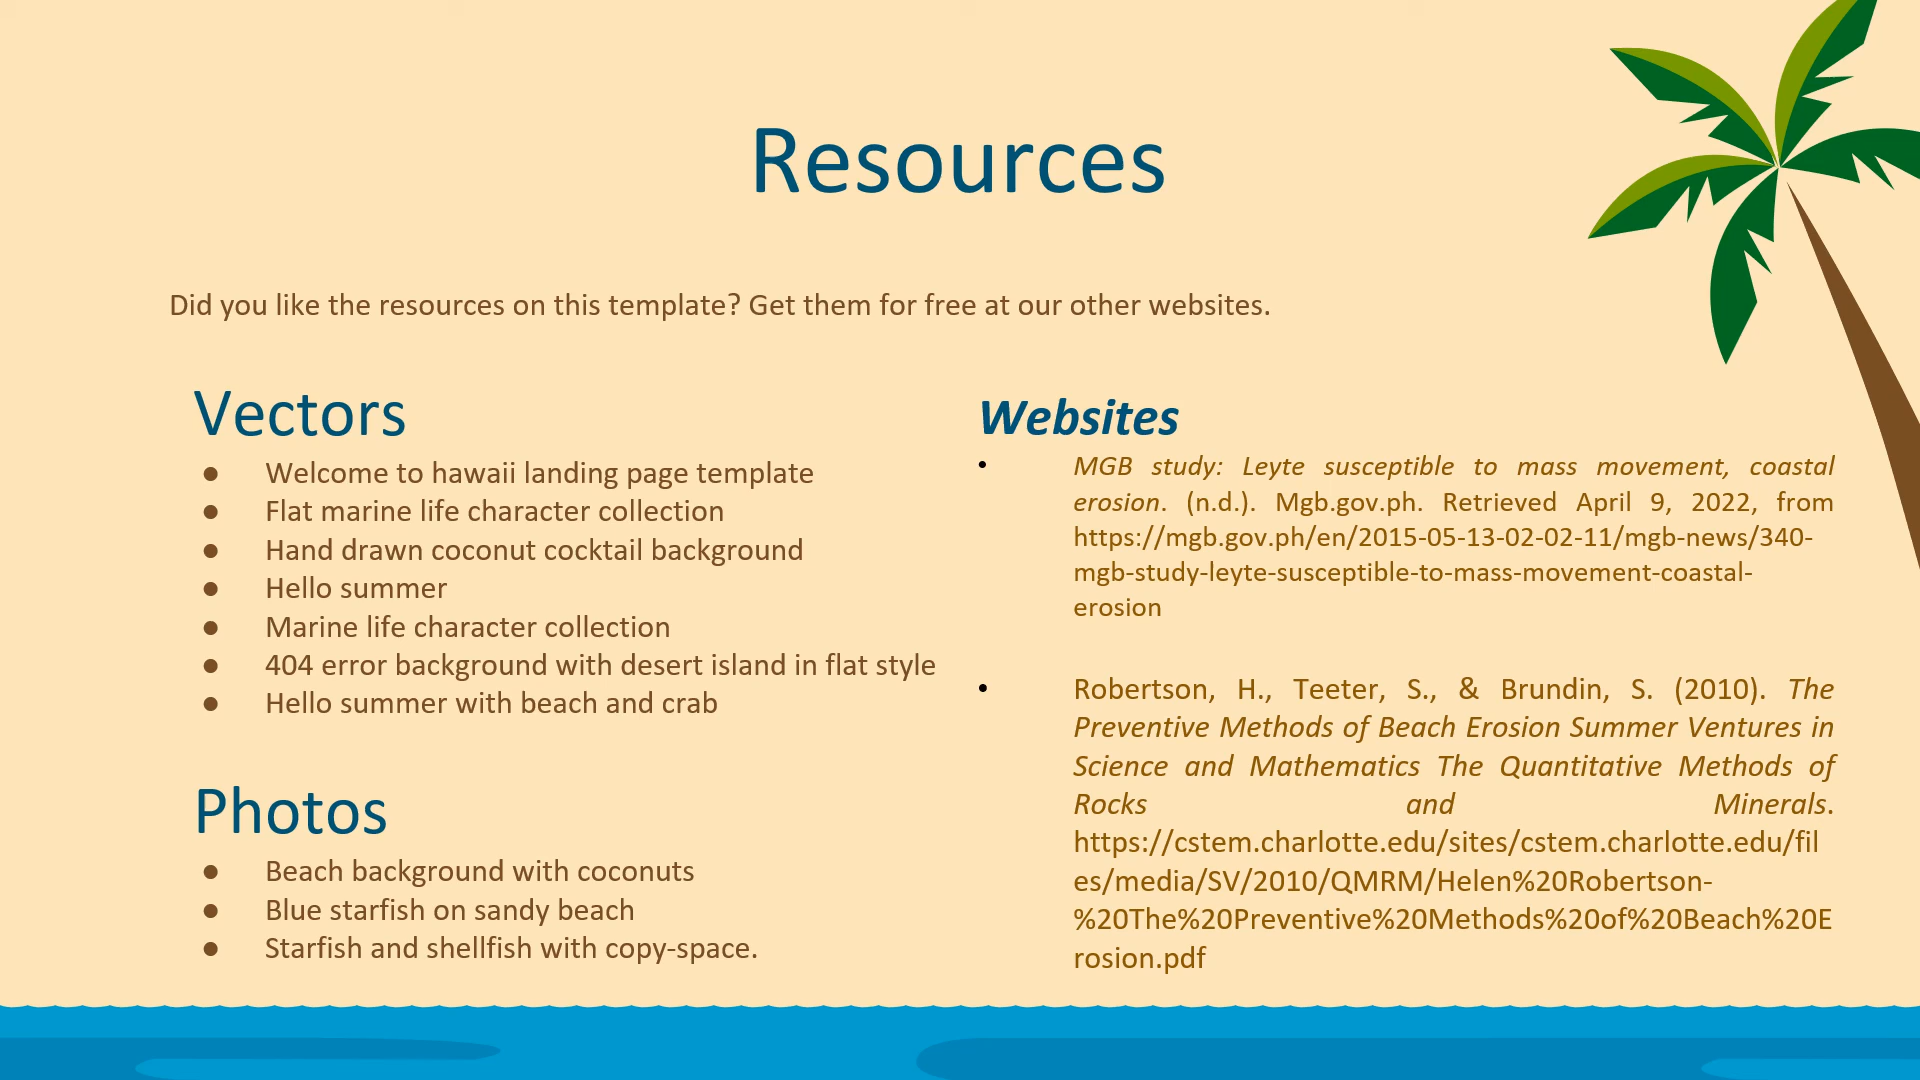 Resources
Did you like the resources on this template? Get them for free at our other websites.
Vectors
● Welcome to hawaii landing page template
● Flat marine life character collection
● Hand drawn coconut cocktail background
● Hello summer
● Marine life character collection
● 404 error background with desert island in flat style
● Hello summer with beach and crab
Photos
● Beach background with coconuts
● Blue starfish on sandy beach
● Starfish and shellfish with copy-space.
Websites
• MGB study: Leyte susceptible to mass movement, coastal
erosion. (n.d.). Mgb.gov.ph. Retrieved April 9, 2022, from
https://mgb.gov.ph/en/2015-05-13-02-02-11/mgb-news/340-
mgb-study-leyte-susceptible-to-mass-movement-coastal-
erosion
• Robertson, H., Teeter, S., & Brundin, S. (2010). The
Preventive Methods of Beach Erosion Summer Ventures in
Science and Mathematics The Quantitative Methods of
Rocks and Minerals.
https://cstem.charlotte.edu/sites/cstem.charlotte.edu/fil
es/media/SV/2010/QMRM/Helen%20Robertson-
%20The%20Preventive%20Methods%20of%20Beach%20E
rosion.pdf